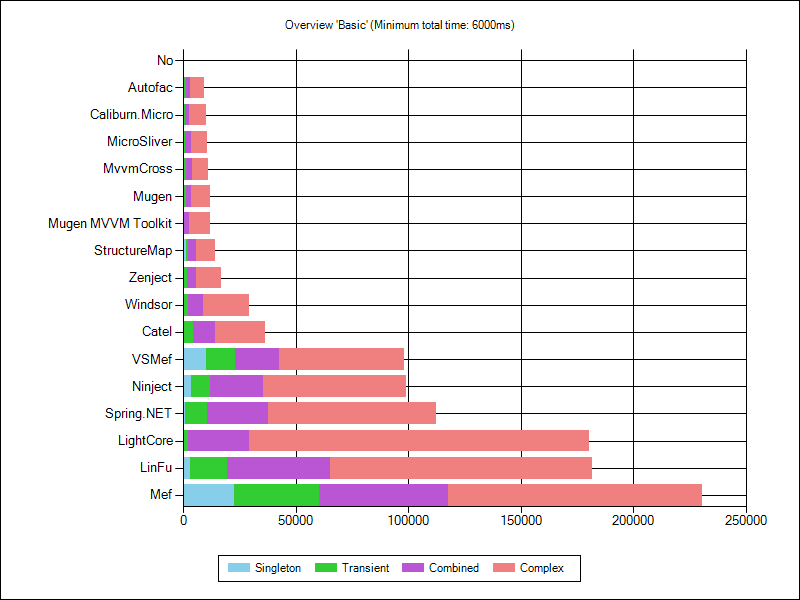 Overview 'Basic' (Minimum total time: 6000ms)
No
Autofac
Caliburn.Micro
MicroSliver
MvvmCross
Mugen
Mugen MVVM Toolkit
StructureMap
Zenject
Windsor
Catel
VSMef
Ninject
Spring.NET
LightCore
LinFu
Mef
0 50000 100000 150000 200000 250000
Singleton Transient Combined Complex